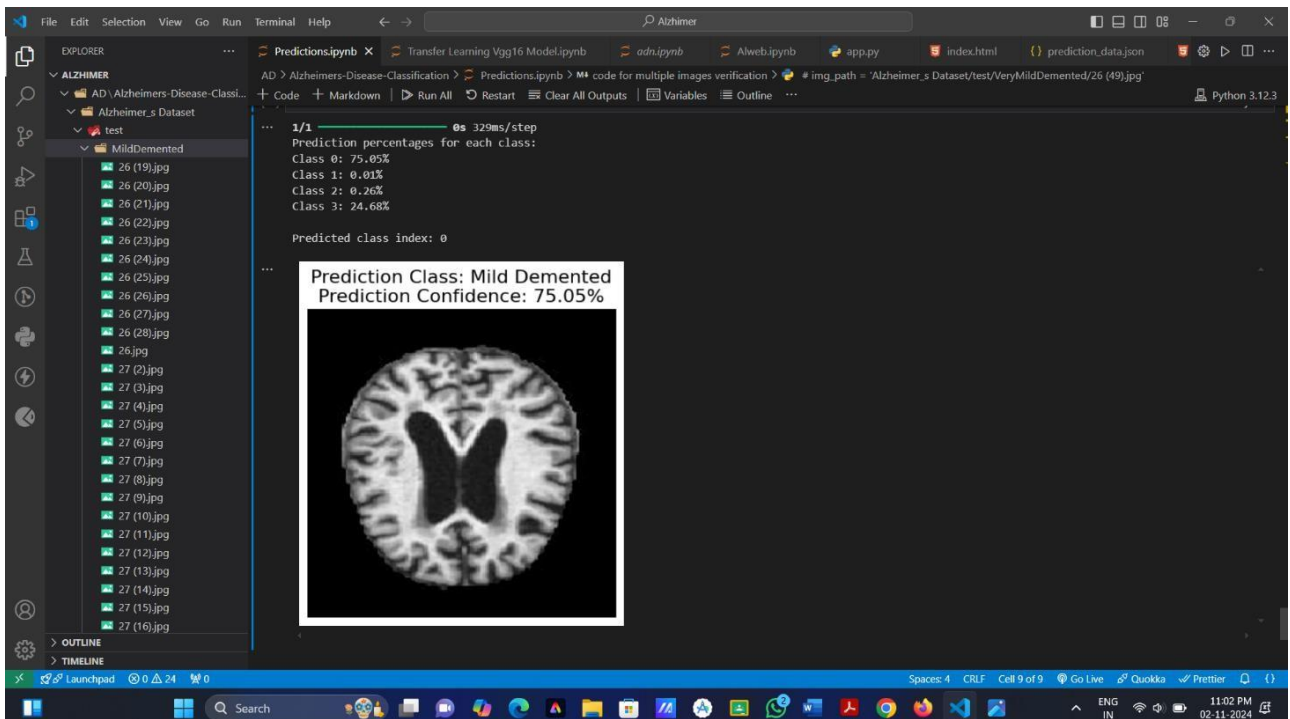 File Edit Selection View Go Run Terminal Help
Alzhimer
EXPLORER
Predictions.ipynb
Transfer Learning Vgg16 Model.ipynb
adn.ipynb
Alweb.ipynb
app.py
index.html
prediction_data.json
ALZHIMER
AD > Alzheimers-Disease-Classification > Predictions.ipynb > M↓ code for multiple images verification > # img_path = 'Alzheimer_s Dataset/test/VeryMildDemented/26 (49).jpg'
+ Code + Markdown | Run All Restart Clear All Outputs | Variables Outline ...
Python 3.12.3
AD \ Alzheimers-Disease-Classi...
Alzheimer_s Dataset
test
MildDemented
26 (19).jpg
26 (20).jpg
26 (21).jpg
26 (22).jpg
26 (23).jpg
26 (24).jpg
26 (25).jpg
26 (26).jpg
26 (27).jpg
26 (28).jpg
26.jpg
27 (2).jpg
27 (3).jpg
27 (4).jpg
27 (5).jpg
27 (6).jpg
27 (7).jpg
27 (8).jpg
27 (9).jpg
27 (10).jpg
27 (11).jpg
27 (12).jpg
27 (13).jpg
27 (14).jpg
27 (15).jpg
27 (16).jpg
OUTLINE
TIMELINE
1/1 0s 329ms/step
Prediction percentages for each class:
Class 0: 75.05%
Class 1: 0.01%
Class 2: 0.26%
Class 3: 24.68%
Predicted class index: 0
Prediction Class: Mild Demented
Prediction Confidence: 75.05%
Launchpad 0 24 0
Spaces: 4 CRLF Cell 9 of 9 Go Live Quokka Prettier
Search
ENG
IN
11:02 PM
02-11-2024